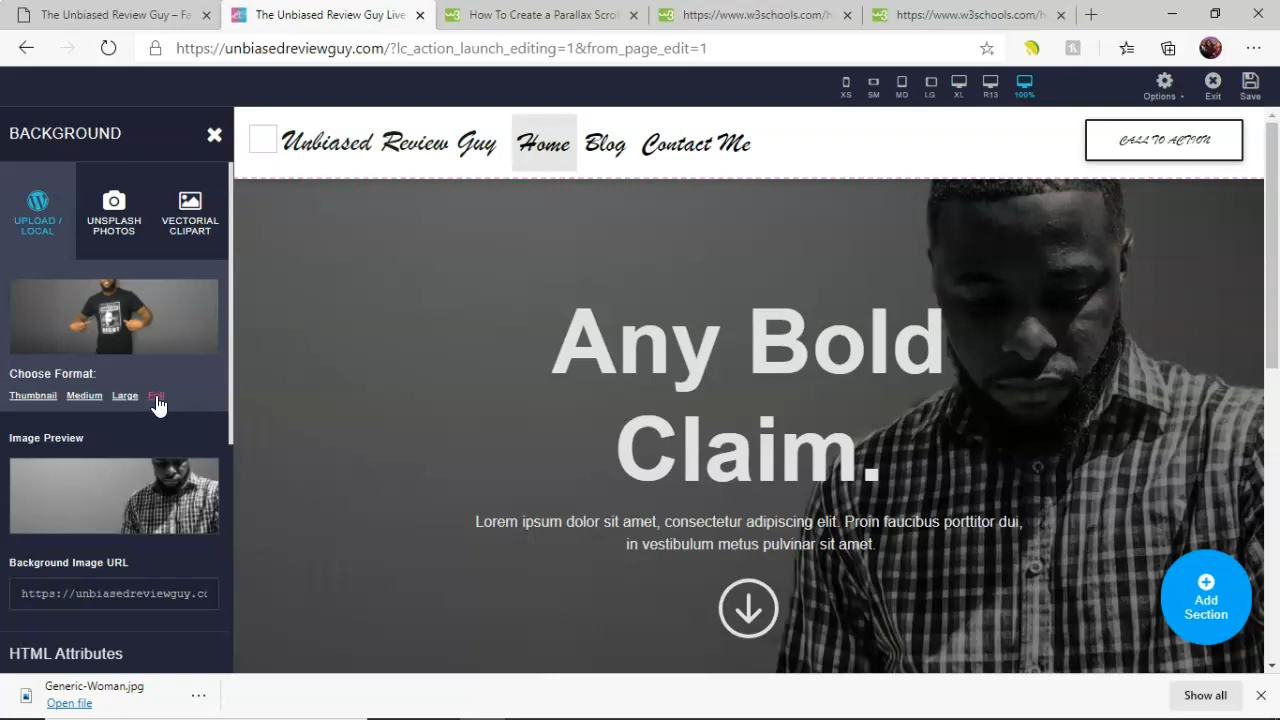 The Unbiased Review Guy – Fa
The Unbiased Review Guy Live
How To Create a Parallax Scrol
https://www.w3schools.com/h
https://www.w3schools.com/h
https://unbiasedreviewguy.com/?lc_action_launch_editing=1&from_page_edit=1
XS
SM
MD
LG
XL
R13
100%
Options
Exit
Save
BACKGROUND
Unbiased Review Guy
Home
Blog
Contact Me
CALL TO ACTION
UPLOAD /
LOCAL
UNSPLASH
PHOTOS
VECTORIAL
CLIPART
Choose Format:
Thumbnail Medium Large Full
Image Preview
Background Image URL
https://unbiasedreviewguy.co
HTML Attributes
Any Bold
Claim.
Lorem ipsum dolor sit amet, consectetur adipiscing elit. Proin faucibus porttitor dui,
in vestibulum metus pulvinar sit amet.
Add
Section
Generic-Woman.jpg
Open file
Show all